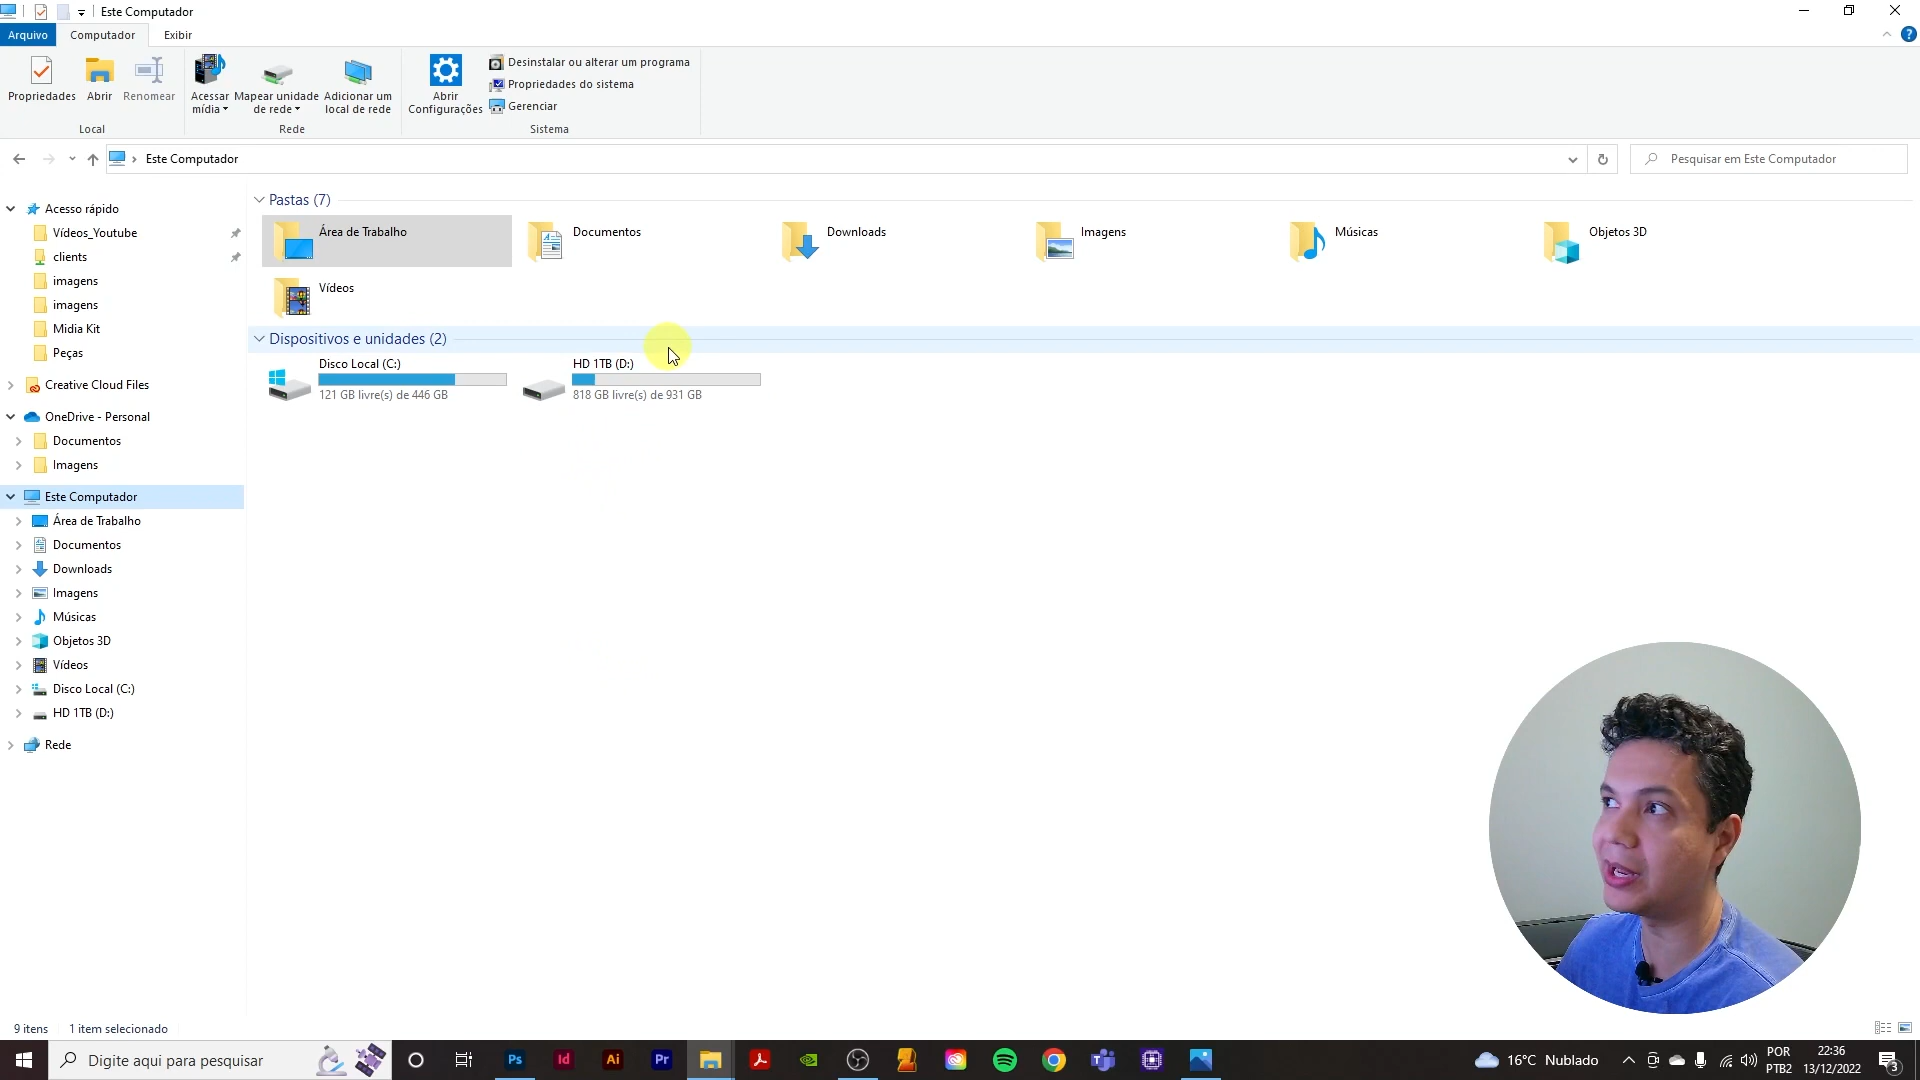 Este Computador
Arquivo
Computador
Exibir
Propriedades
Abrir
Renomear
Acessar mídia
Mapear unidade de rede
Adicionar um local de rede
Abrir Configurações
Desinstalar ou alterar um programa
Propriedades do sistema
Gerenciar
Local
Rede
Sistema
Este Computador
Pesquisar em Este Computador
Acesso rápido
Vídeos_Youtube
clients
imagens
imagens
Midia Kit
Peças
Creative Cloud Files
OneDrive - Personal
Documentos
Imagens
Este Computador
Área de Trabalho
Documentos
Downloads
Imagens
Músicas
Objetos 3D
Vídeos
Disco Local (C:)
HD 1TB (D:)
Rede
Pastas (7)
Área de Trabalho
Documentos
Downloads
Imagens
Músicas
Objetos 3D
Vídeos
Dispositivos e unidades (2)
Disco Local (C:)
121 GB livre(s) de 446 GB
HD 1TB (D:)
818 GB livre(s) de 931 GB
9 itens
1 item selecionado
Digite aqui para pesquisar
Ps
Id
Ai
Pr
16°C Nublado
POR
PTB2
22:36
13/12/2022
3